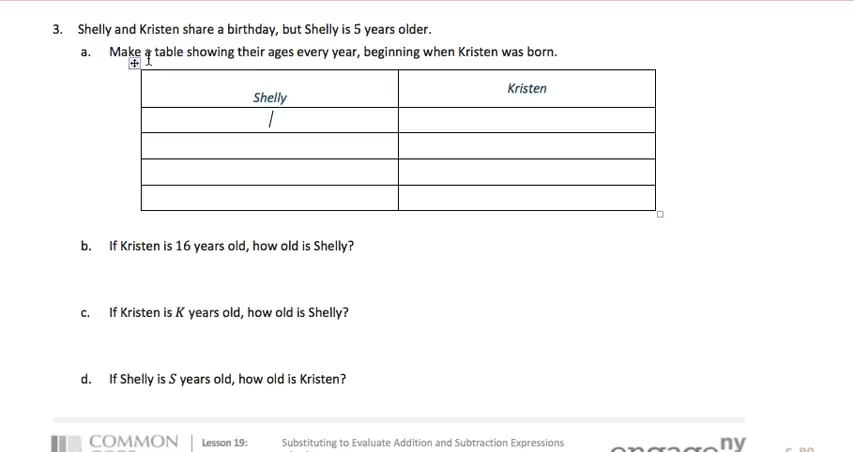 3. Shelly and Kristen share a birthday, but Shelly is 5 years older.
a. Make a table showing their ages every year, beginning when Kristen was born.
Shelly Kristen
b. If Kristen is 16 years old, how old is Shelly?
c. If Kristen is K years old, how old is Shelly?
d. If Shelly is S years old, how old is Kristen?
COMMON Lesson 19: Substituting to Evaluate Addition and Subtraction Expressions engageny